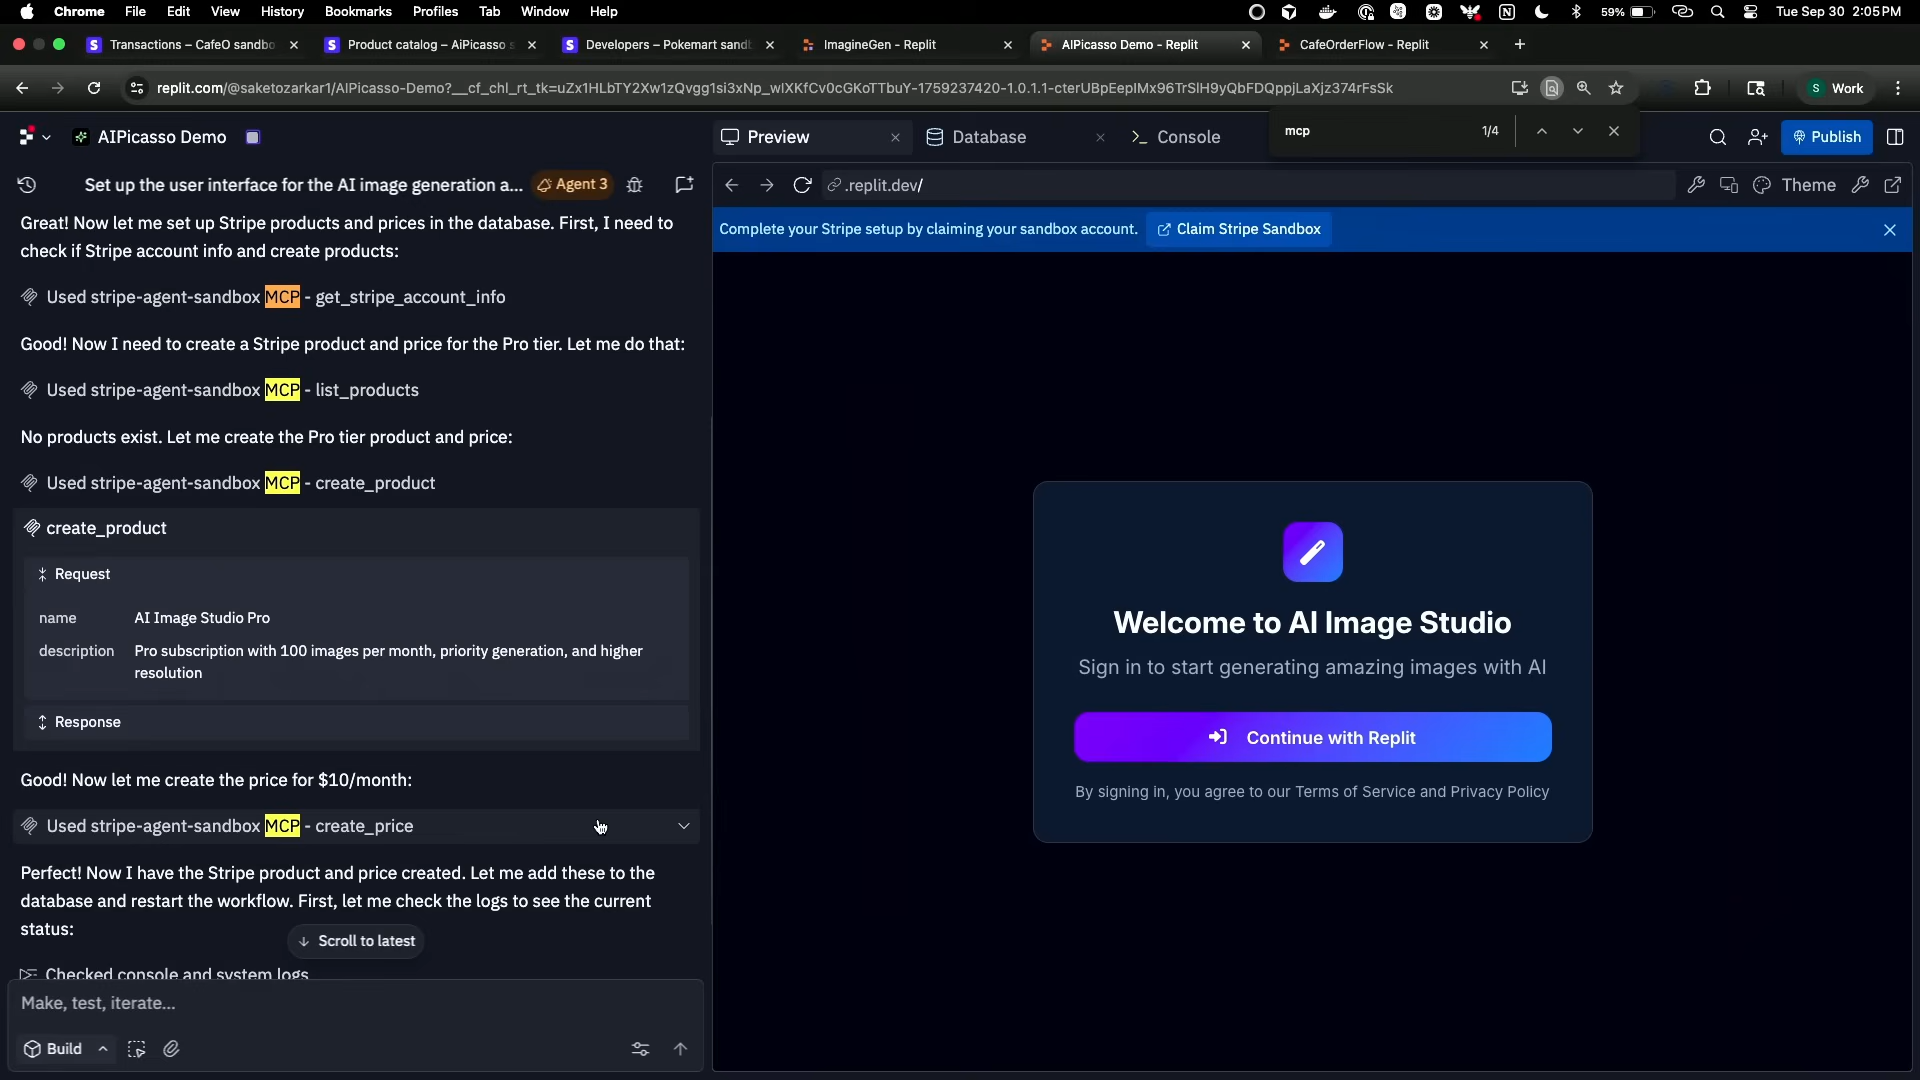 Chrome File Edit View History Bookmarks Profiles Tab Window Help
59% Tue Sep 30 2:05 PM
Transactions – CafeO sandbo
Product catalog – AiPicasso s
Developers – Pokemart sandb
ImagineGen - Replit
AIPicasso Demo - Replit
CafeOrderFlow - Replit
replit.com/@saketozarkar1/AIPicasso-Demo?__cf_chl_rt_tk=uZx1HLbTY2Xw1zQvgg1si3xNp_wlXKfCv0cGKoTTbuY-1759237420-1.0.1.1-cterUBpEeplMx96TrSlH9yQbFDQppjLaXjz374rFsSk
S Work
AIPicasso Demo
Preview
Database
Console
mcp 1/4
Publish
Set up the user interface for the AI image generation a...
Agent 3
.replit.dev/
Theme
Complete your Stripe setup by claiming your sandbox account.
Claim Stripe Sandbox
Great! Now let me set up Stripe products and prices in the database. First, I need to
check if Stripe account info and create products:
Used stripe-agent-sandbox MCP - get_stripe_account_info
Good! Now I need to create a Stripe product and price for the Pro tier. Let me do that:
Used stripe-agent-sandbox MCP - list_products
No products exist. Let me create the Pro tier product and price:
Used stripe-agent-sandbox MCP - create_product
create_product
Request
name AI Image Studio Pro
description Pro subscription with 100 images per month, priority generation, and higher
resolution
Response
Good! Now let me create the price for $10/month:
Used stripe-agent-sandbox MCP - create_price
Perfect! Now I have the Stripe product and price created. Let me add these to the
database and restart the workflow. First, let me check the logs to see the current
status:
Scroll to latest
Checked console and system logs
Make, test, iterate...
Build
Welcome to AI Image Studio
Sign in to start generating amazing images with AI
Continue with Replit
By signing in, you agree to our Terms of Service and Privacy Policy